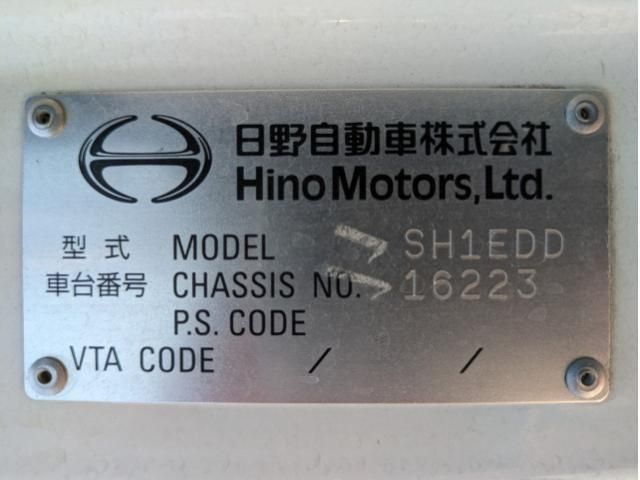 日野自動車株式会社
Hino Motors, Ltd.
型式 MODEL SH1EDD
車台番号 CHASSIS NO. 16223
P.S. CODE
VTA CODE / /